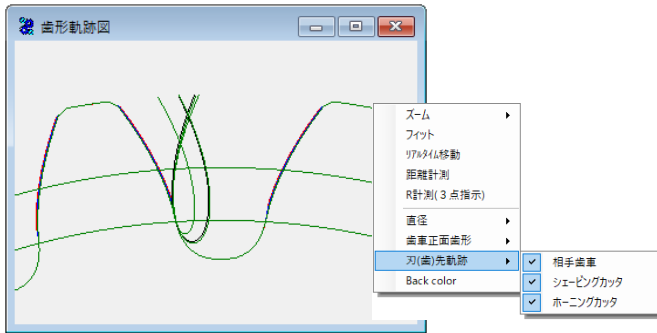 歯形軌跡図
ズーム
フィット
ﾘｱﾙﾀｲﾑ移動
距離計測
R計測(３点指示)
直径
歯車正面歯形
刃(歯)先軌跡
Back color
相手歯車
シェービングカッタ
ホーニングカッタ